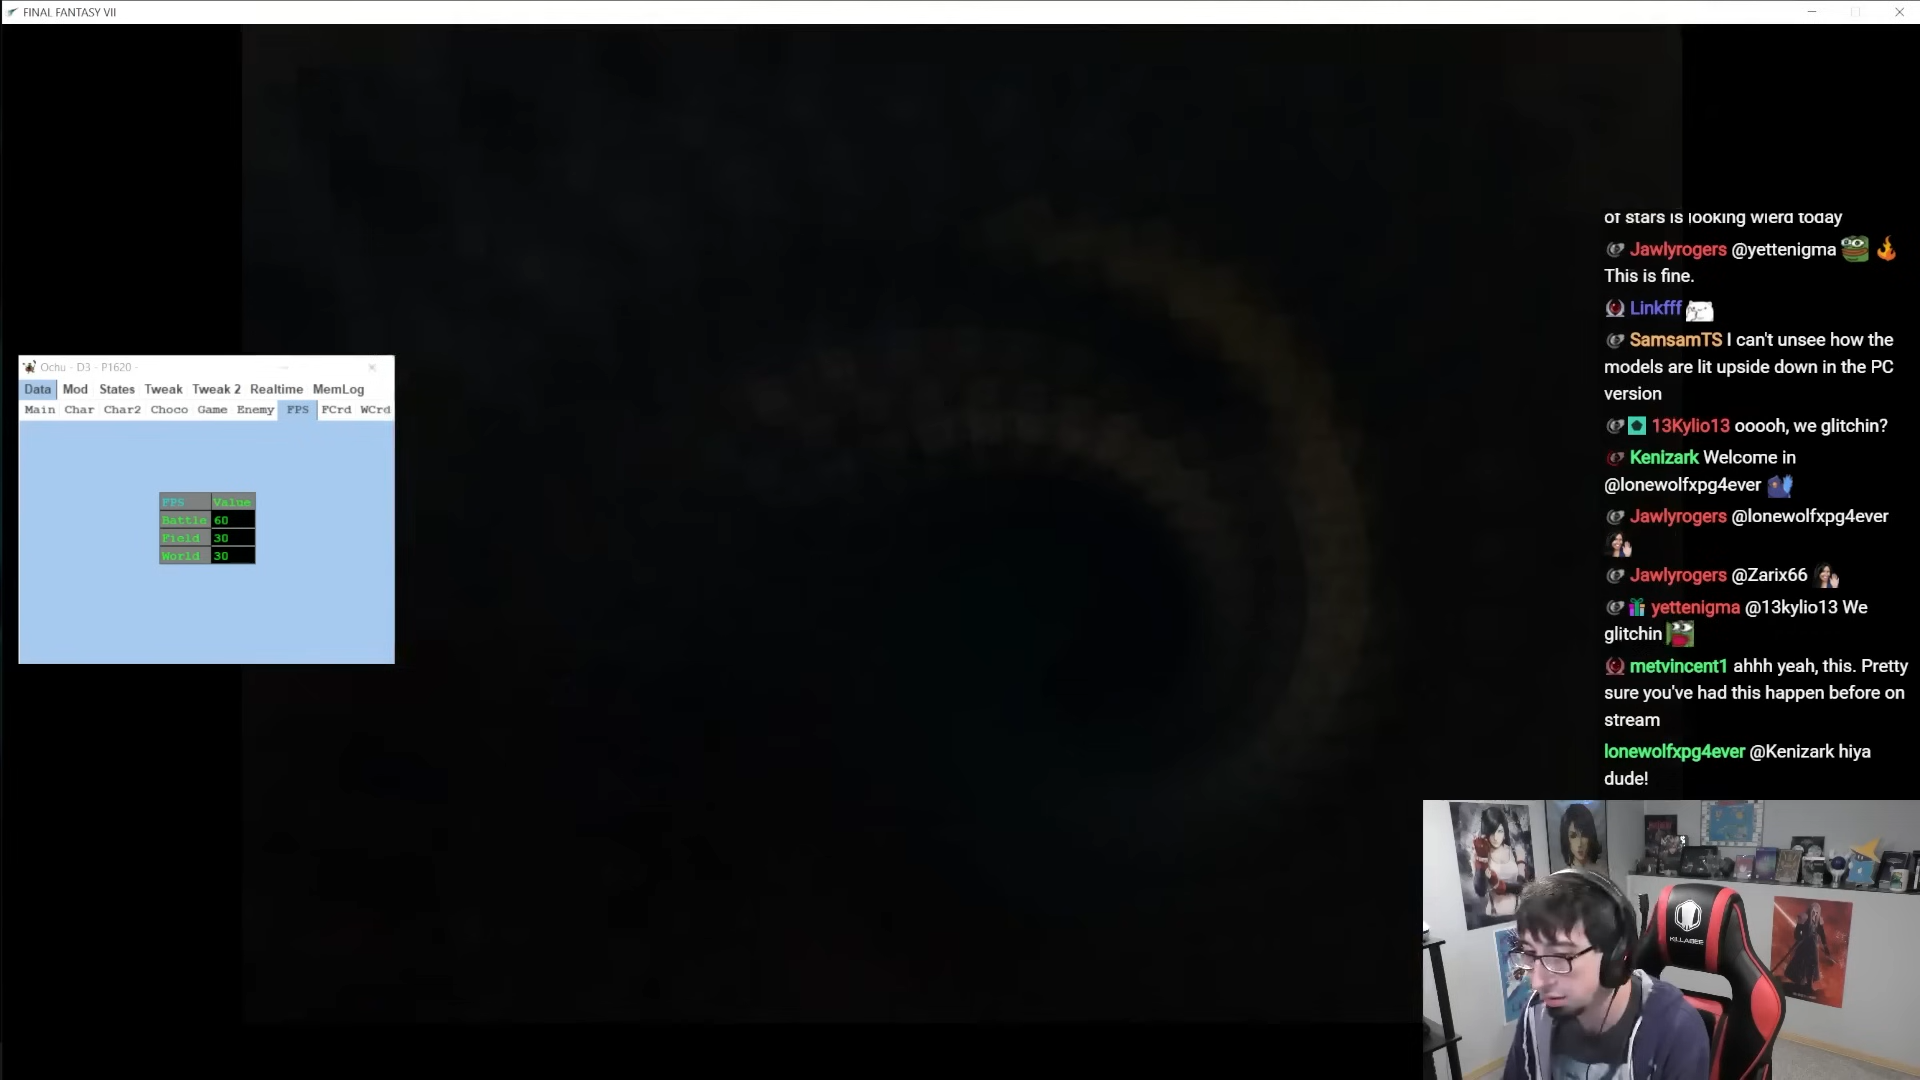 FINAL FANTASY VII
Ochu - D3 - P1620 -
Data Mod States Tweak Tweak 2 Realtime MemLog
Main Char Char2 Choco Game Enemy FPS FCrd WCrd
FPS Value
Battle 60
Field 30
World 30
of stars is looking wierd today
Jawlyrogers @yettenigma
This is fine.
Linkfff
SamsamTS I can't unsee how the
models are lit upside down in the PC
version
13Kylio13 ooooh, we glitchin?
Kenizark Welcome in
@lonewolfxpg4ever
Jawlyrogers @lonewolfxpg4ever
Jawlyrogers @Zarix66
yettenigma @13kylio13 We
glitchin
metvincent1 ahhh yeah, this. Pretty
sure you've had this happen before on
stream
lonewolfxpg4ever @Kenizark hiya
dude!
KILLABEE